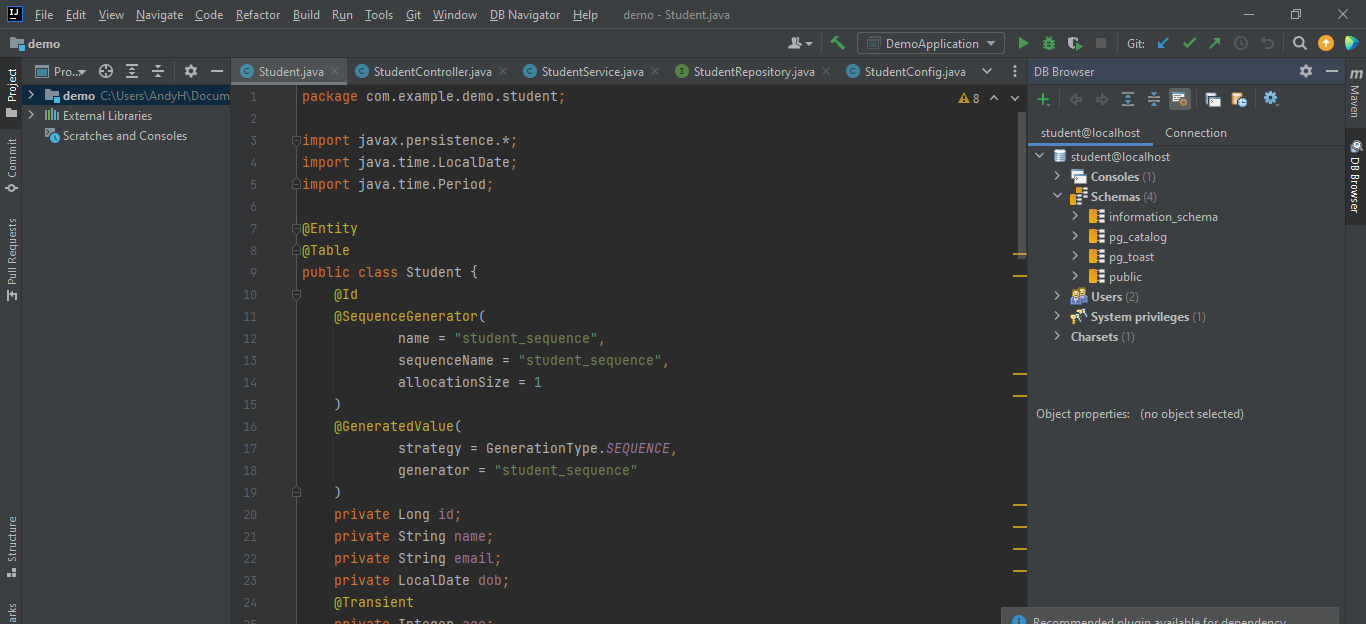 IJ File Edit View Navigate Code Refactor Build Run Tools Git Window DB Navigator Help demo - Student.java
demo DemoApplication Git:
Project
Commit
Pull Requests
Structure
arks
Pro...
demo C:\Users\AndyH\Docum
External Libraries
Scratches and Consoles
Student.java StudentController.java StudentService.java StudentRepository.java StudentConfig.java
8
1 package com.example.demo.student;
2
3 import javax.persistence.*;
4 import java.time.LocalDate;
5 import java.time.Period;
6
7 @Entity
8 @Table
9 public class Student {
10 @Id
11 @SequenceGenerator(
12 name = "student_sequence",
13 sequenceName = "student_sequence",
14 allocationSize = 1
15 )
16 @GeneratedValue(
17 strategy = GenerationType.SEQUENCE,
18 generator = "student_sequence"
19 )
20 private Long id;
21 private String name;
22 private String email;
23 private LocalDate dob;
24 @Transient
25 private Integer age;
DB Browser
student@localhost Connection
student@localhost
Consoles (1)
Schemas (4)
information_schema
pg_catalog
pg_toast
public
Users (2)
System privileges (1)
Charsets (1)
Object properties: (no object selected)
Recommended plugin available for dependency
m
Maven
DB Browser